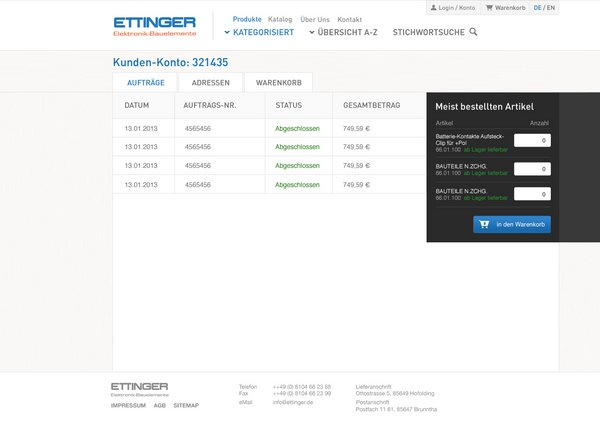 Login / Konto Warenkorb DE / EN
ETTINGER
Elektronik-Bauelemente
Produkte Katalog Über Uns Kontakt
KATEGORISIERT ÜBERSICHT A-Z STICHWORTSUCHE
Kunden-Konto: 321435
AUFTRÄGE ADRESSEN WARENKORB
DATUM AUFTRAGS-NR. STATUS GESAMTBETRAG
13.01.2013 4565456 Abgeschlossen 749,59 €
13.01.2013 4565456 Abgeschlossen 749,59 €
13.01.2013 4565456 Abgeschlossen 749,59 €
13.01.2013 4565456 Abgeschlossen 749,59 €
Meist bestellten Artikel
Artikel Anzahl
Batterie-Kontakte Aufsteck-
Clip für +Pol 0
66.01.100 ab Lager lieferbar
BAUTEILE N.ZCHG. 0
66.01.100 ab Lager lieferbar
BAUTEILE N.ZCHG. 0
66.01.100 ab Lager lieferbar
in den Warenkorb
ETTINGER
Elektronik-Bauelemente
IMPRESSUM AGB SITEMAP
Telefon ++49 (0) 8104 66 23 68
Fax ++49 (0) 8104 66 23 99
eMail info@ettinger.de
Lieferanschrift
Ottostrasse 5, 85649 Hofolding
Postanschrift
Postfach 11 61, 85647 Brunntha